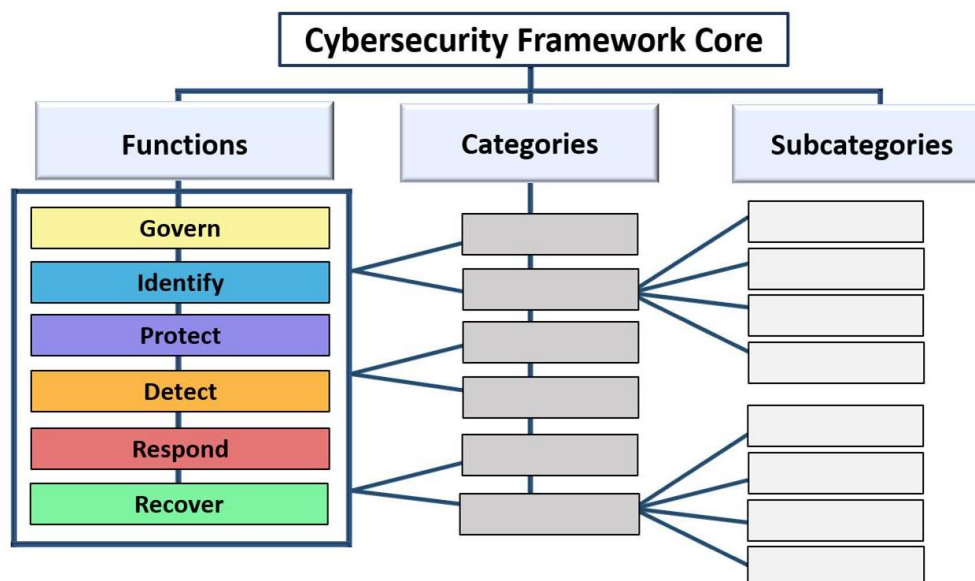 Cybersecurity Framework Core
Functions
Categories
Subcategories
Govern
Identify
Protect
Detect
Respond
Recover